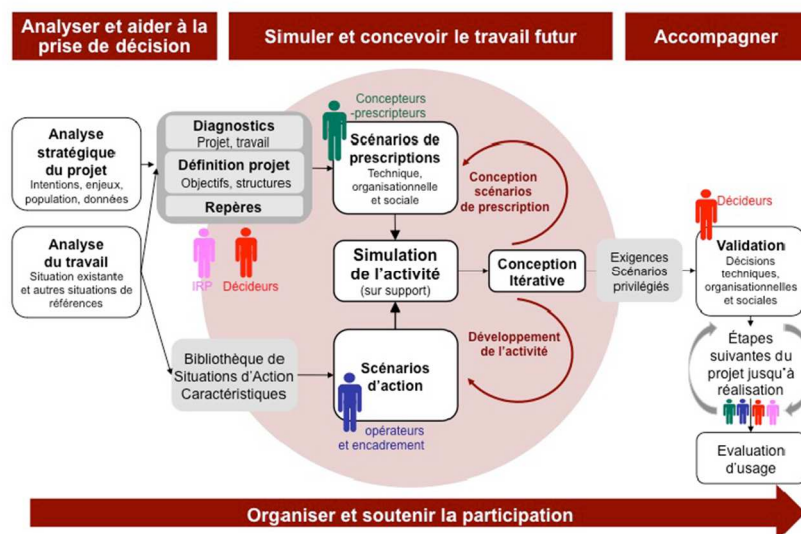 Analyser et aider à la
prise de décision
Simuler et concevoir le travail futur
Accompagner
Analyse
stratégique
du projet
Intentions, enjeux,
population, données
Analyse
du travail
Situation existante
et autres situations de
références
Diagnostics
Projet, travail
Définition projet
Objectifs, structures
Repères
IRP
Décideurs
Bibliothèque de
Situations d'Action
Caractéristiques
Concepteurs
-prescripteurs
Scénarios de
prescriptions
Technique,
organisationnelle
et sociale
Simulation
de l'activité
(sur support)
Scénarios
d'action
opérateurs
et encadrement
Conception
scénarios
de prescription
Conception
Itérative
Développement
de l'activité
Exigences
Scénarios
privilégiés
Décideurs
Validation
Décisions
techniques,
organisationnelles
et sociales
Étapes
suivantes du
projet jusqu'à
réalisation
Evaluation
d'usage
Organiser et soutenir la participation